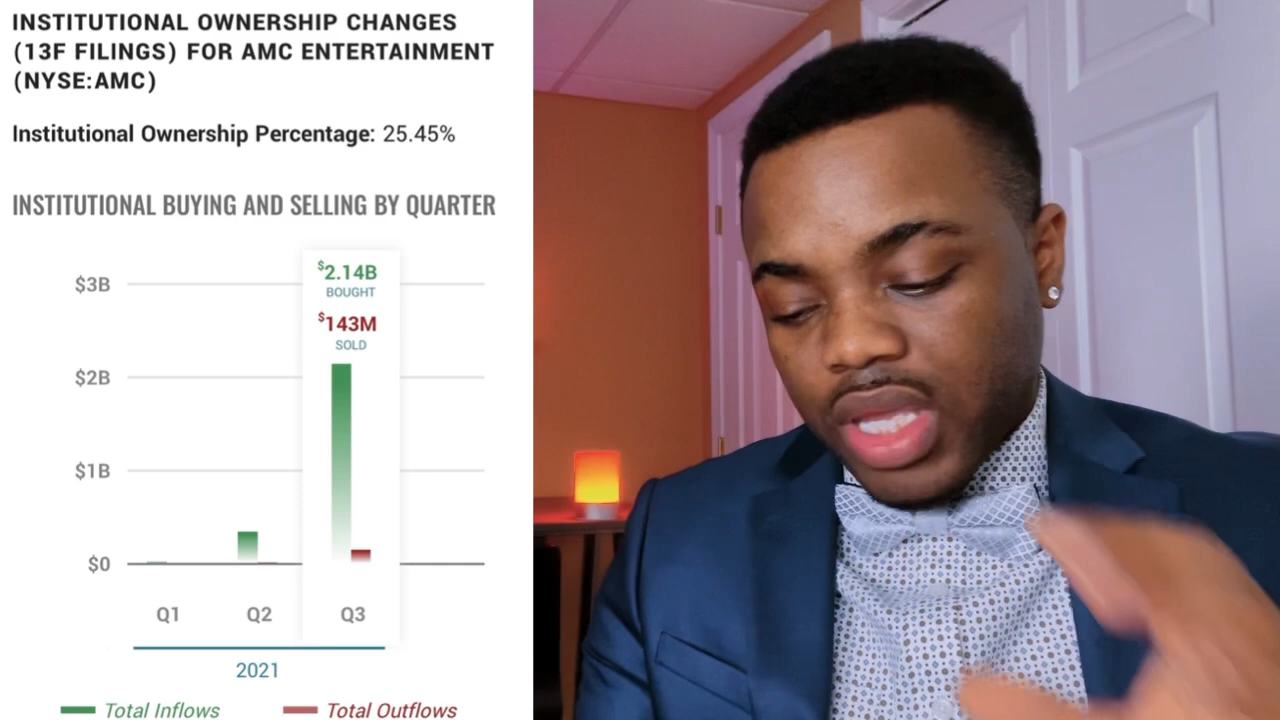 INSTITUTIONAL OWNERSHIP CHANGES
(13F FILINGS) FOR AMC ENTERTAINMENT
(NYSE:AMC)
Institutional Ownership Percentage: 25.45%
INSTITUTIONAL BUYING AND SELLING BY QUARTER
$2.14B
BOUGHT
$143M
SOLD
$3B
$2B
$1B
$0
Q1 Q2 Q3
2021
Total Inflows Total Outflows